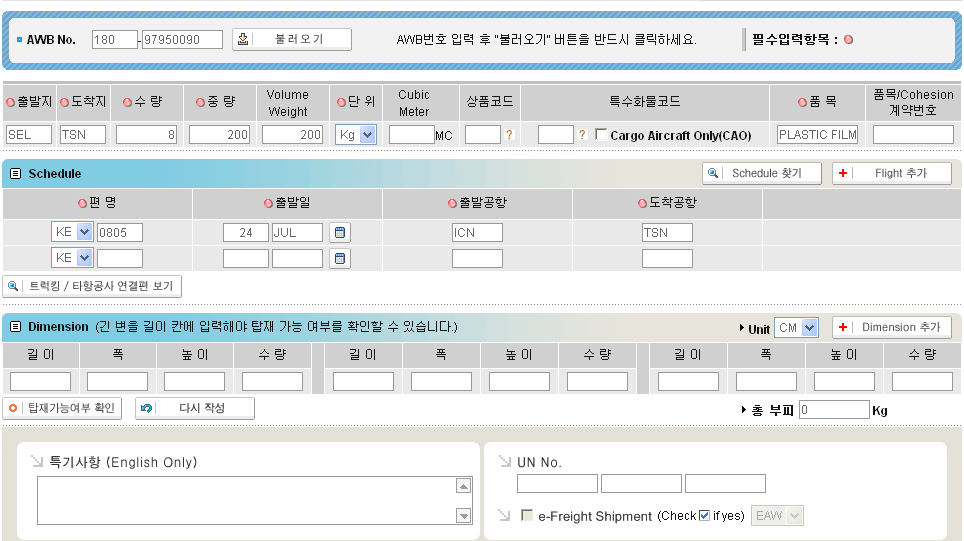 AWB No. 180 - 97950090 불러오기 AWB번호 입력 후 "불러오기" 버튼을 반드시 클릭하세요. 필수입력항목 :
출발지 도착지 수 량 중 량 Volume Weight 단 위 Cubic Meter 상품코드 특수화물코드 품 목 품목/Cohesion 계약번호
SEL TSN 8 200 200 Kg MC ? ? Cargo Aircraft Only(CAO) PLASTIC FILM
Schedule Schedule 찾기 Flight 추가
편 명 출발일 출발공항 도착공항
KE 0805 24 JUL ICN TSN
KE
트럭킹 / 타항공사 연결편 보기
Dimension (긴 변을 길이 칸에 입력해야 탑재 가능 여부를 확인할 수 있습니다.) Unit CM Dimension 추가
길 이 폭 높 이 수 량 길 이 폭 높 이 수 량 길 이 폭 높 이 수 량
탑재가능여부 확인 다시 작성 총 부피 0 Kg
특기사항 (English Only) UN No.
e-Freight Shipment (Check if yes) EAW